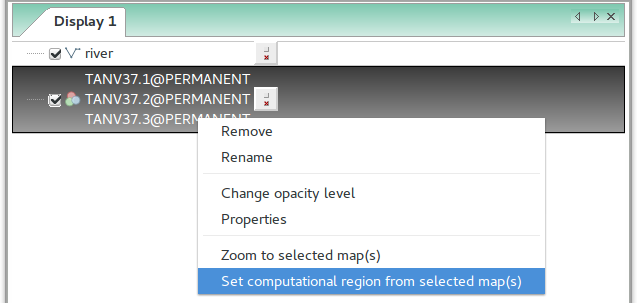 Display 1
river
TANV37.1@PERMANENT
TANV37.2@PERMANENT
TANV37.3@PERMANENT
Remove
Rename
Change opacity level
Properties
Zoom to selected map(s)
Set computational region from selected map(s)